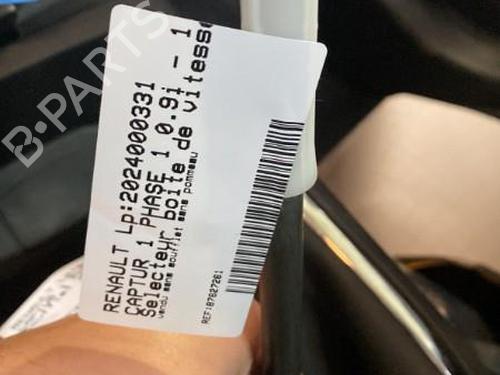 RENAULT Lp:2024000331
CAPTUR 1 PHASE 1 0.9i - 1
Selecteur boite de vitesse
vendu sans soufflet sans pommeau
REF:87627261
B-PARTS